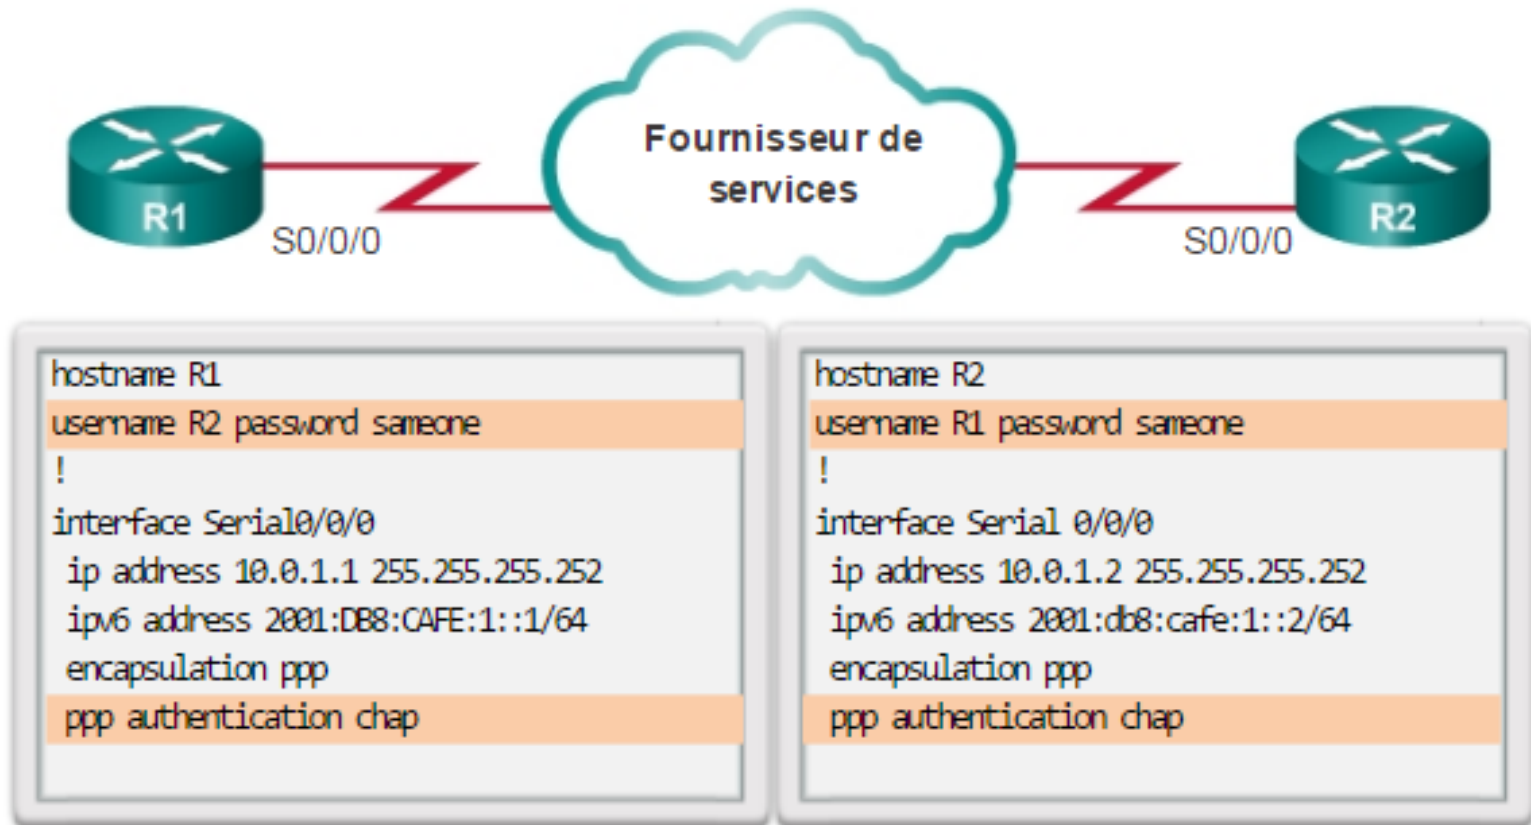 Fournisseur de
services
R1
S0/0/0
S0/0/0
R2
hostname R1
username R2 password sameone
!
interface Serial0/0/0
ip address 10.0.1.1 255.255.255.252
ipv6 address 2001:DB8:CAFE:1::1/64
encapsulation ppp
ppp authentication chap
hostname R2
username R1 password sameone
!
interface Serial 0/0/0
ip address 10.0.1.2 255.255.255.252
ipv6 address 2001:db8:cafe:1::2/64
encapsulation ppp
ppp authentication chap